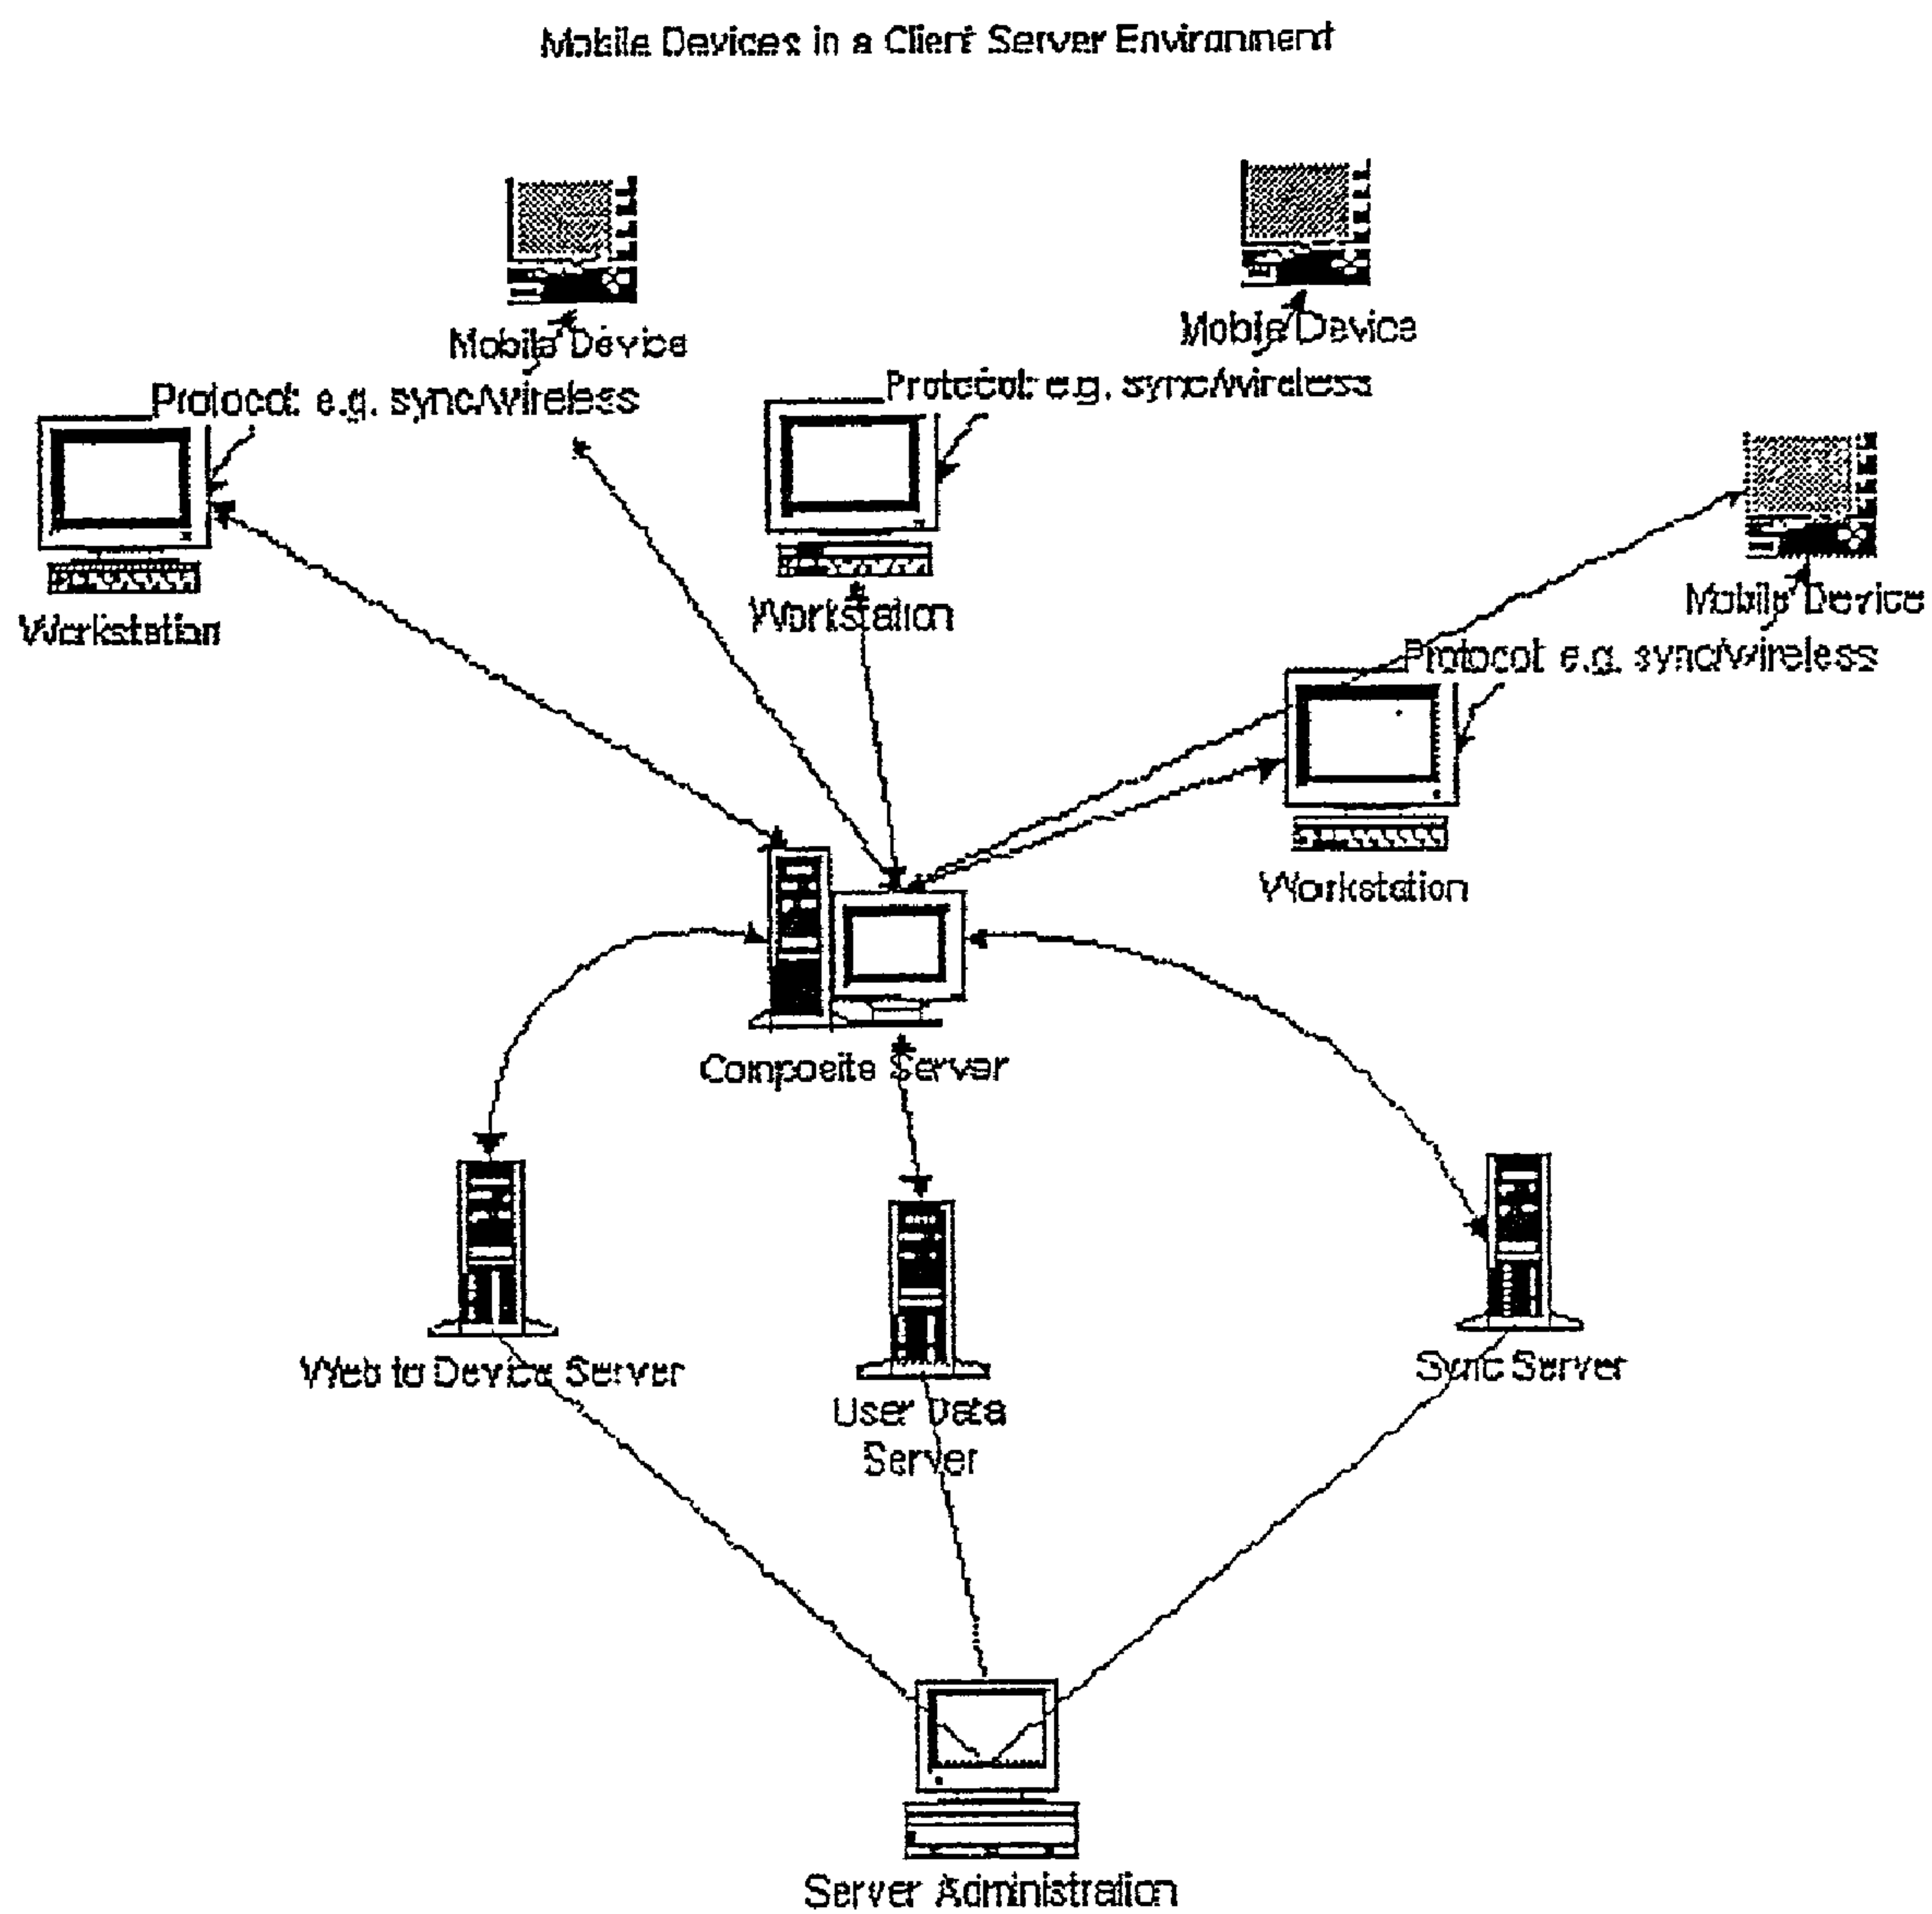 Mobile Devices in a Client Server Environment
Mobile Device
Mobile Device
Protocol: e.g. sync/wireless
Protocol: e.g. sync/wireless
Workstation
Workstation
Mobile Device
Protocol: e.g. sync/wireless
Workstation
Composite Server
Web to Device Server
User Data
Server
Sync Server
Server Administration